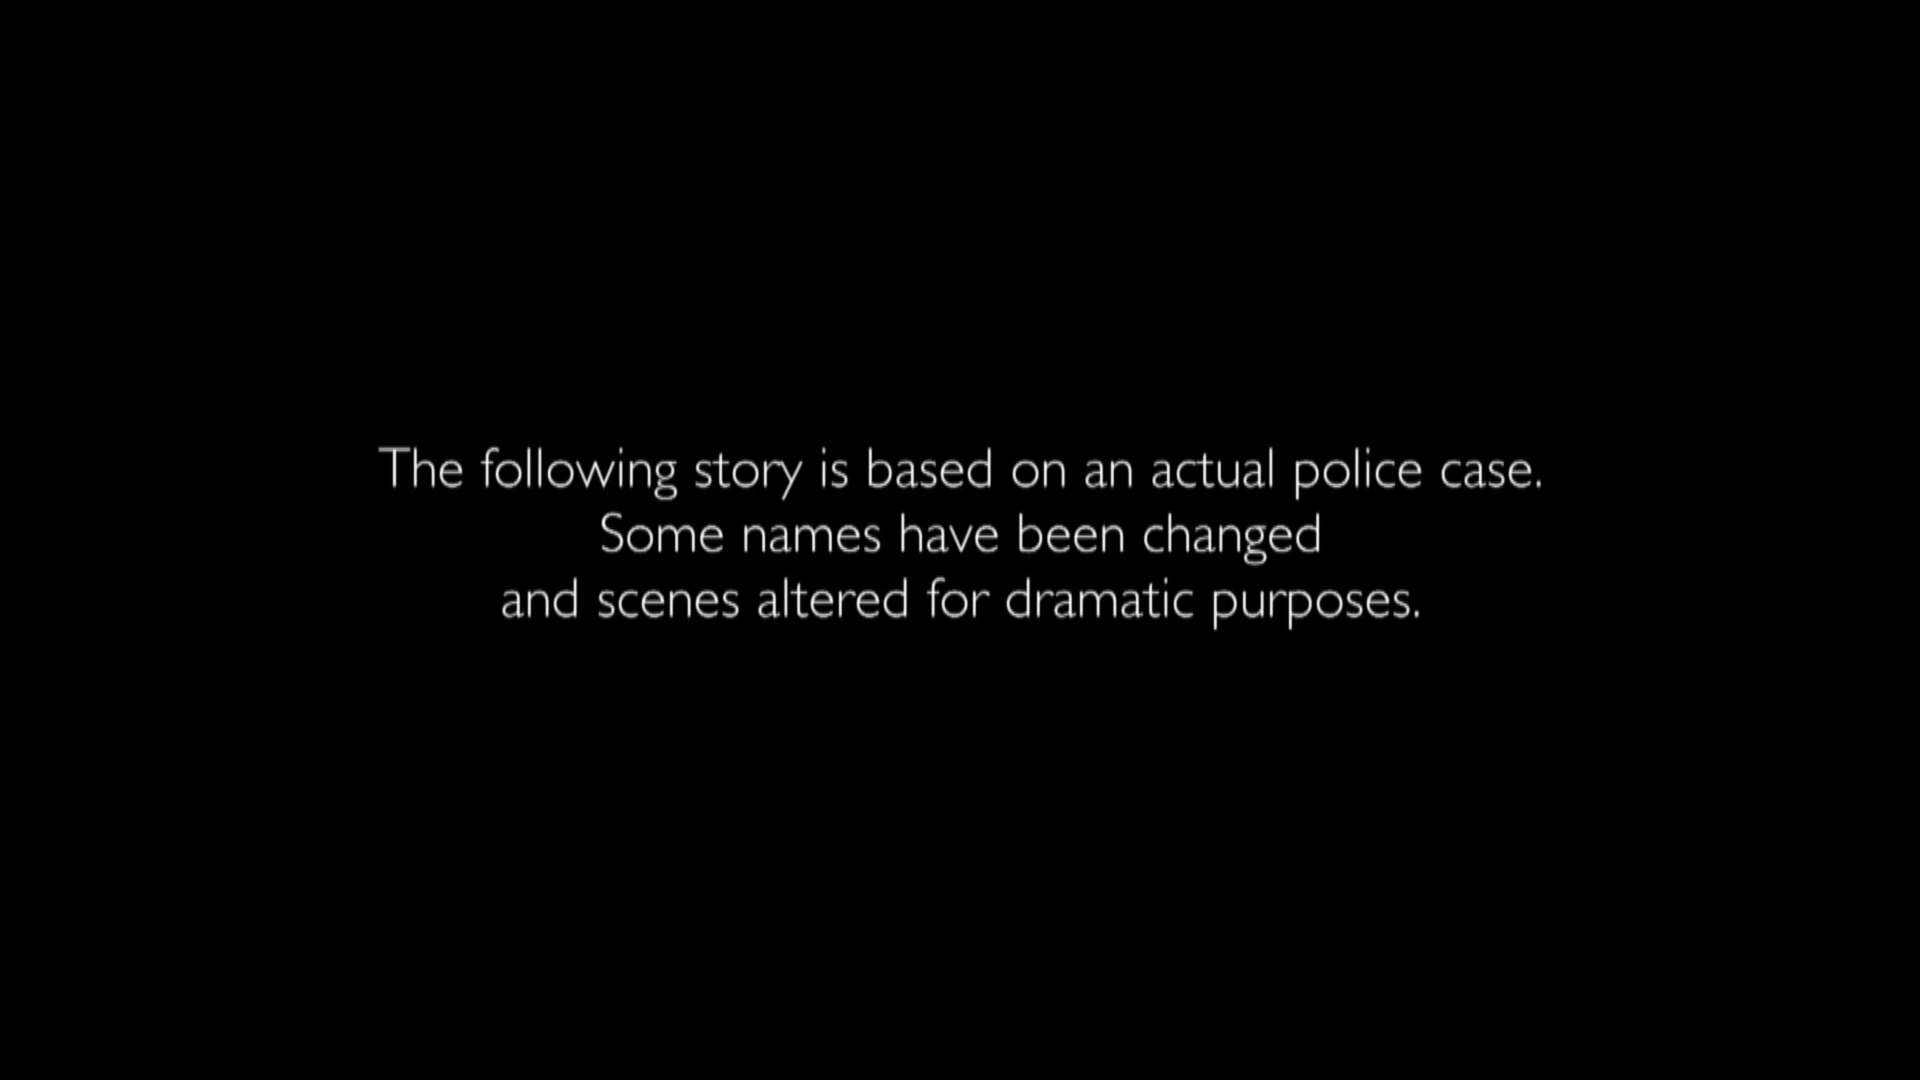 The following story is based on an actual police case.
Some names have been changed
and scenes altered for dramatic purposes.